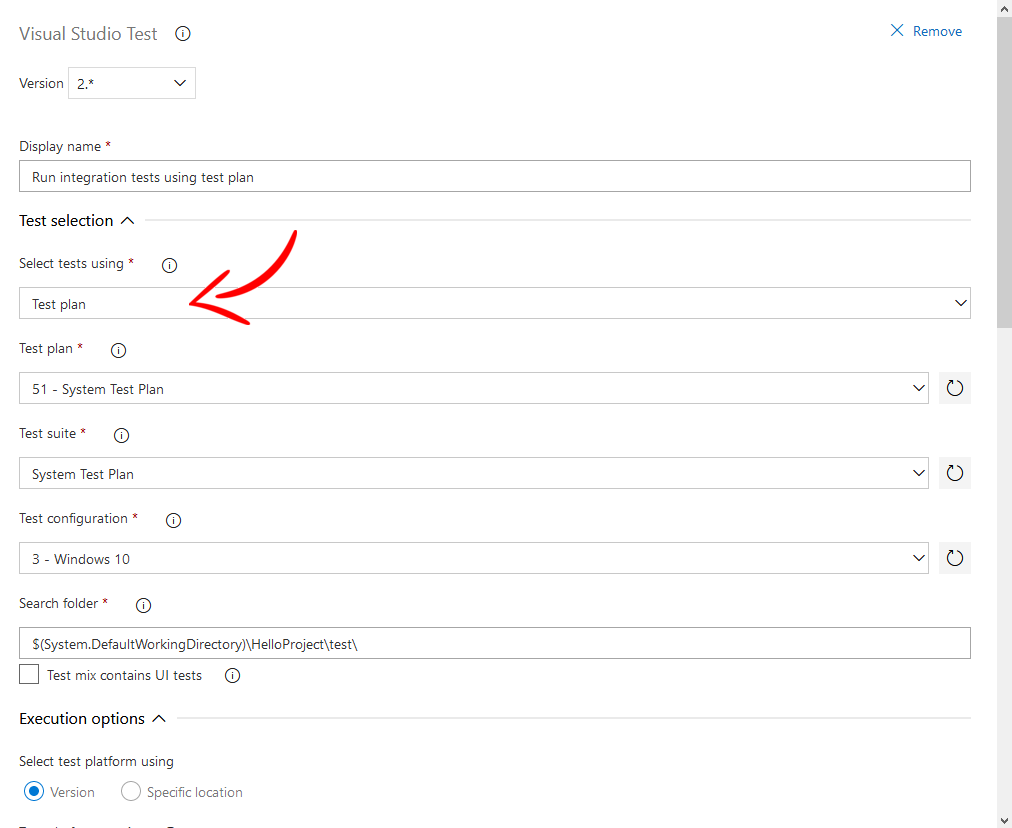 Visual Studio Test
Remove
Version 2.*
Display name *
Run integration tests using test plan
Test selection
Select tests using *
Test plan
Test plan *
51 - System Test Plan
Test suite *
System Test Plan
Test configuration *
3 - Windows 10
Search folder *
$(System.DefaultWorkingDirectory)\HelloProject\test\
Test mix contains UI tests
Execution options
Select test platform using
Version Specific location